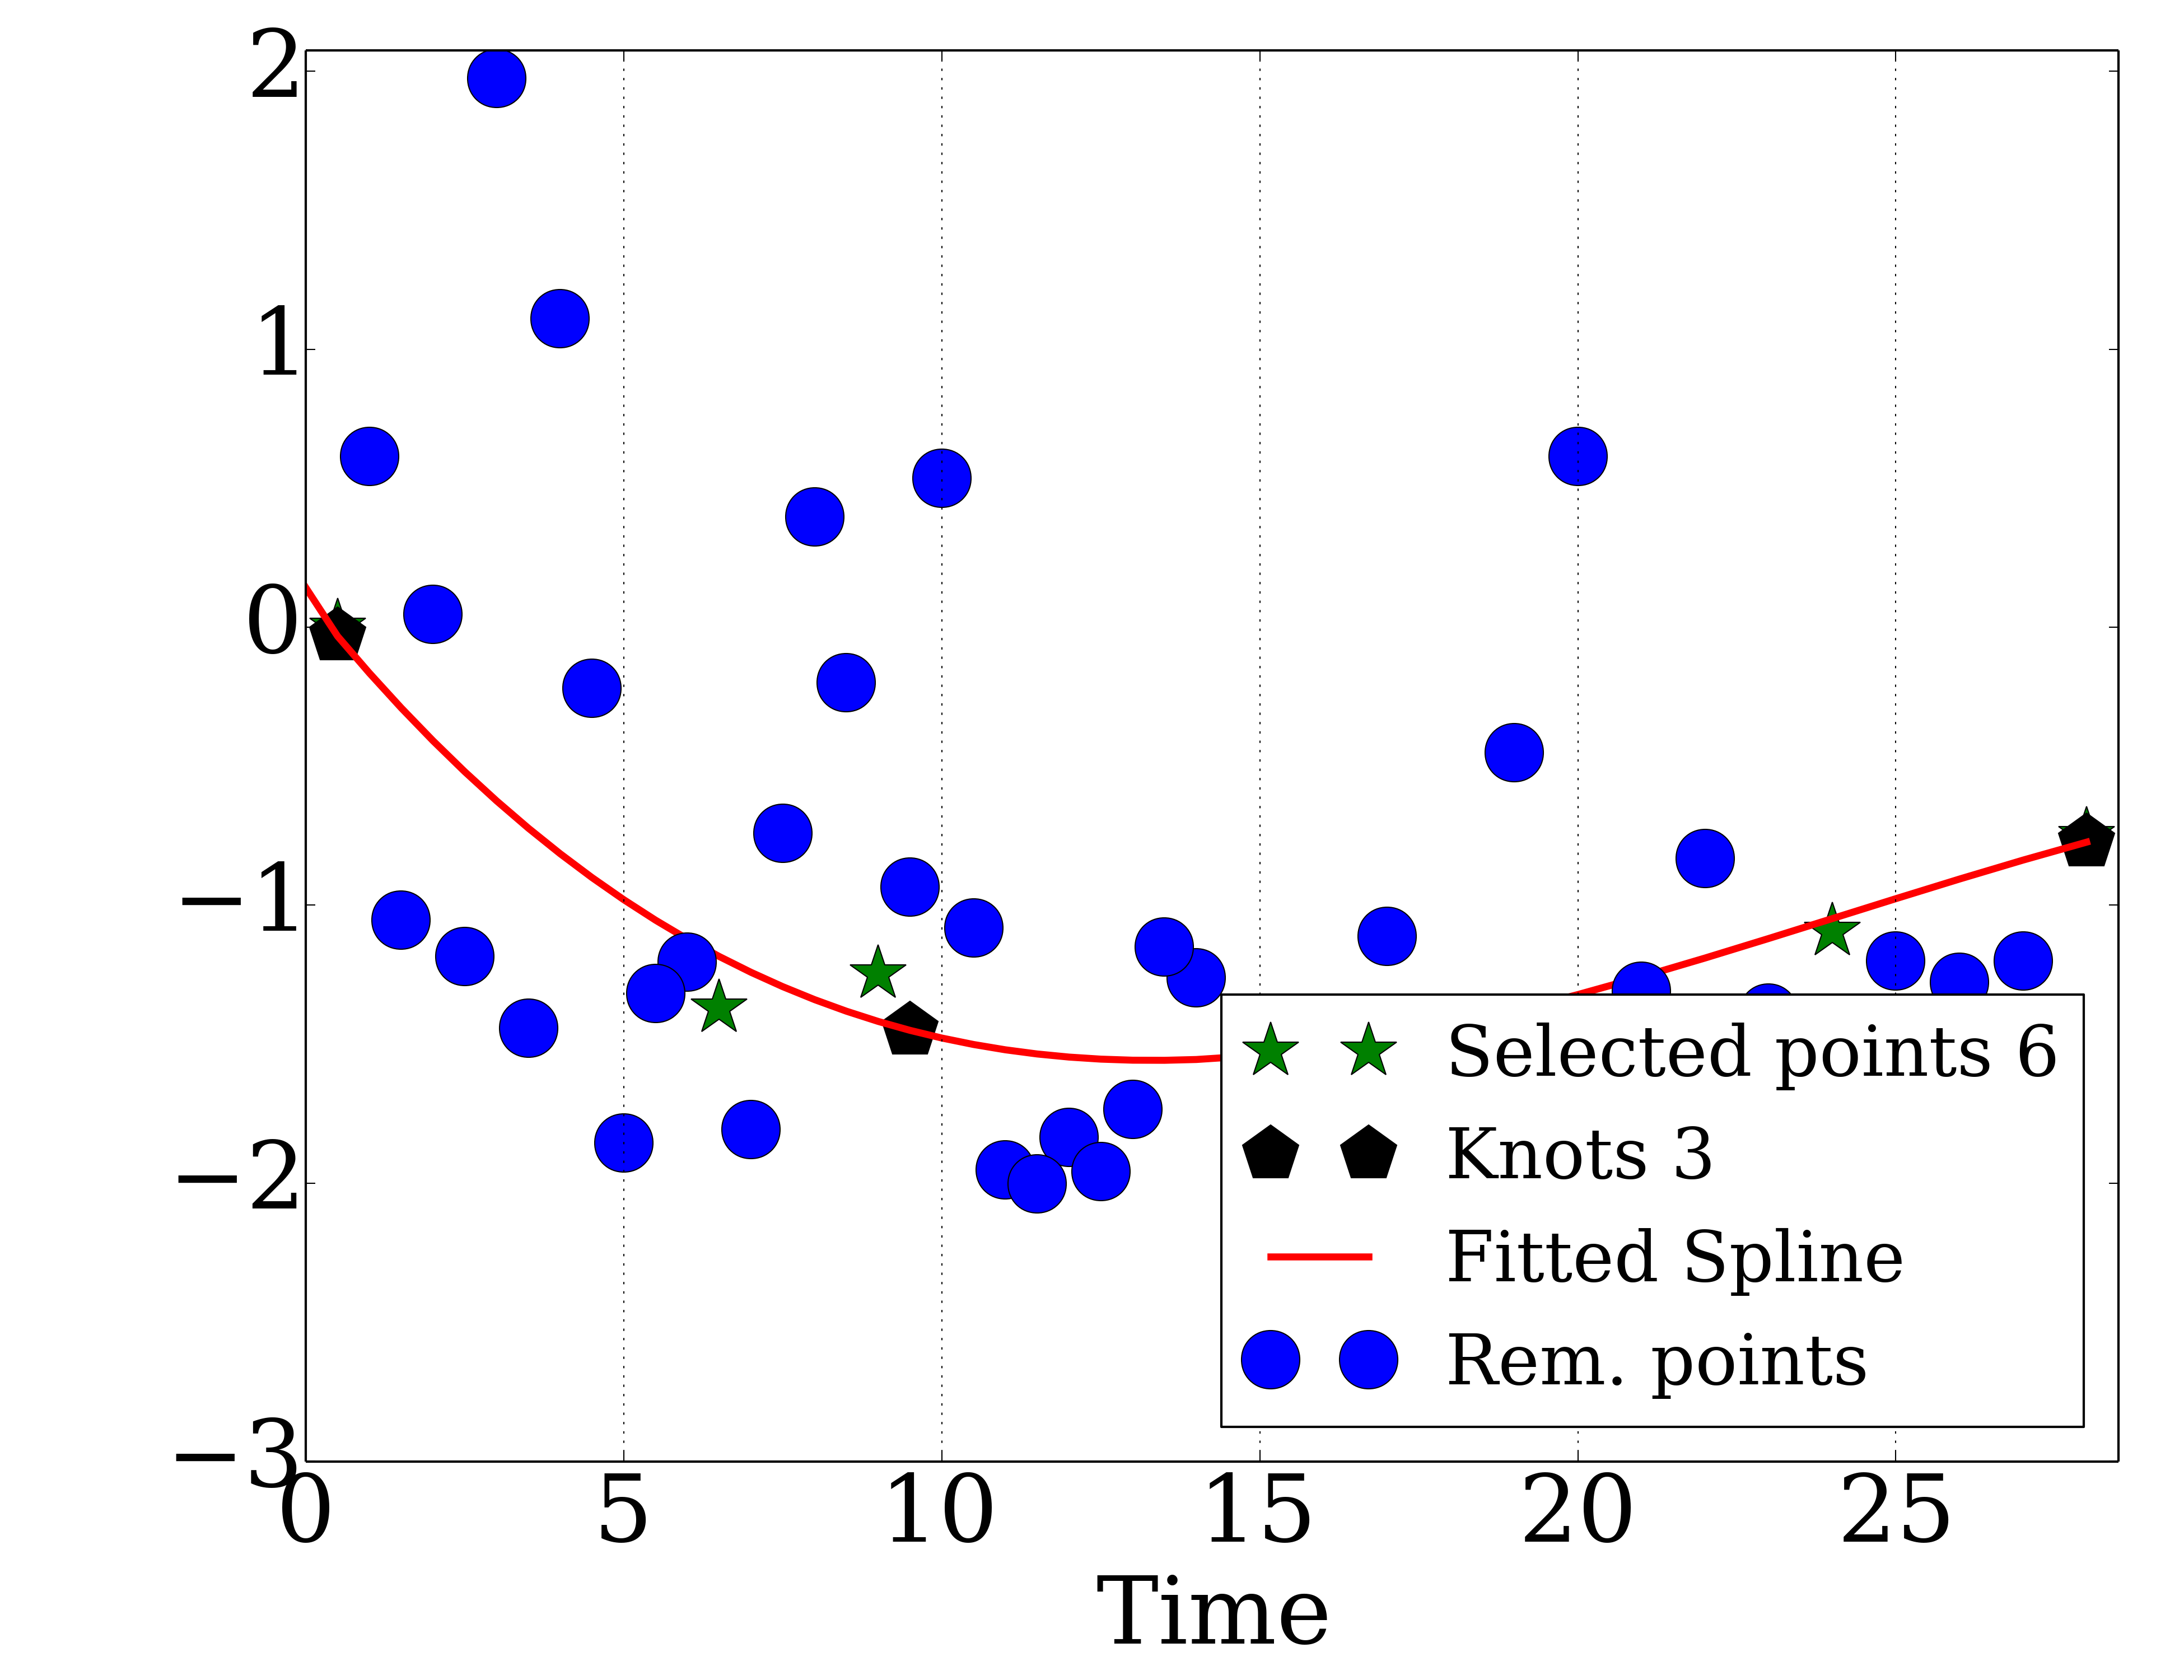 2
1
0
−1
−2
−3
0 5 10 15 20 25
Time
Selected points 6
Knots 3
Fitted Spline
Rem. points